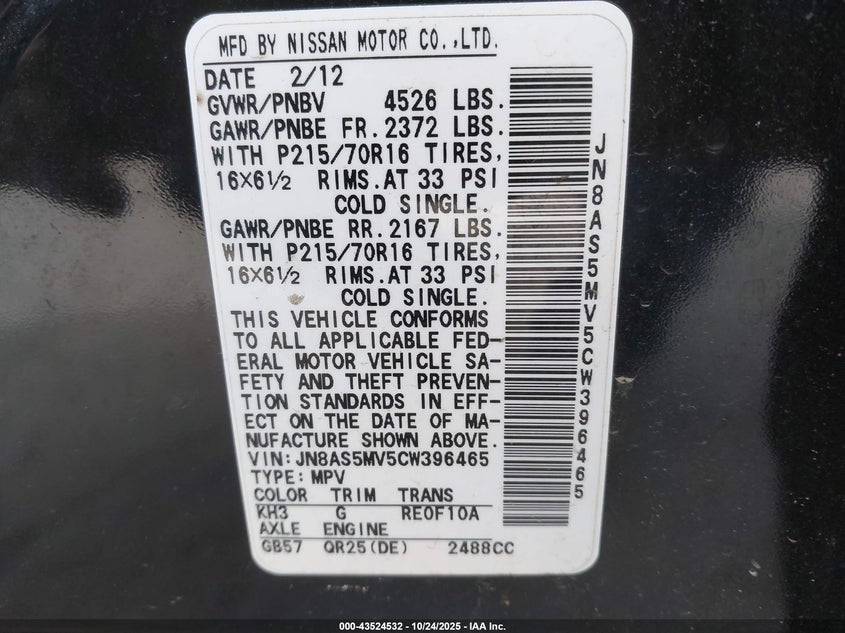 MFD BY NISSAN MOTOR CO.,LTD.
DATE 2/12
GVWR/PNBV 4526 LBS.
GAWR/PNBE FR.2372 LBS.
WITH P215/70R16 TIRES,
16×6½ RIMS.AT 33 PSI
COLD SINGLE.
GAWR/PNBE RR.2167 LBS.
WITH P215/70R16 TIRES,
16×6½ RIMS.AT 33 PSI
COLD SINGLE.
THIS VEHICLE CONFORMS
TO ALL APPLICABLE FED-
ERAL MOTOR VEHICLE SA-
FETY AND THEFT PREVEN-
TION STANDARDS IN EFF-
ECT ON THE DATE OF MA-
NUFACTURE SHOWN ABOVE.
VIN:JN8AS5MV5CW396465
TYPE:MPV
COLOR TRIM TRANS
KH3 G RE0F10A
AXLE ENGINE
GB57 QR25(DE) 2488CC
JN8AS5MV5CW396465
000-43524532 - 10/24/2025 - IAA Inc.